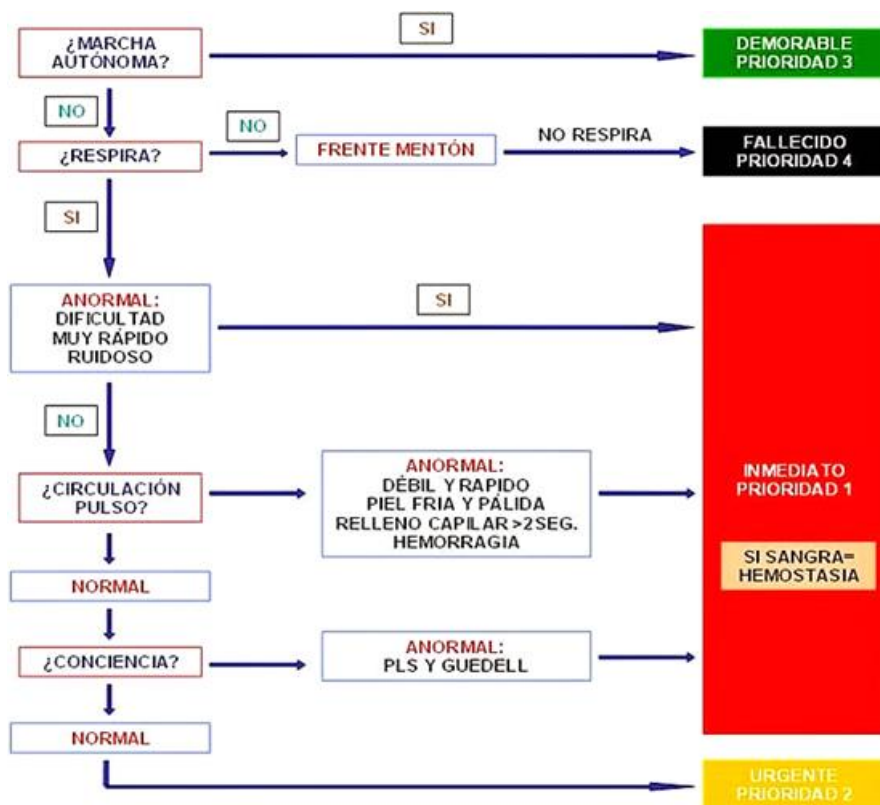 ¿MARCHA
AUTÓNOMA?
SI
DEMORABLE
PRIORIDAD 3
NO
¿RESPIRA?
NO
FRENTE MENTÓN
NO RESPIRA
FALLECIDO
PRIORIDAD 4
SI
ANORMAL:
DIFICULTAD
MUY RÁPIDO
RUIDOSO
SI
NO
¿CIRCULACIÓN
PULSO?
ANORMAL:
DÉBIL Y RAPIDO
PIEL FRIA Y PÁLIDA
RELLENO CAPILAR >2SEG.
HEMORRAGIA
INMEDIATO
PRIORIDAD 1
SI SANGRA=
HEMOSTASIA
NORMAL
¿CONCIENCIA?
ANORMAL:
PLS Y GUEDELL
NORMAL
URGENTE
PRIORIDAD 2